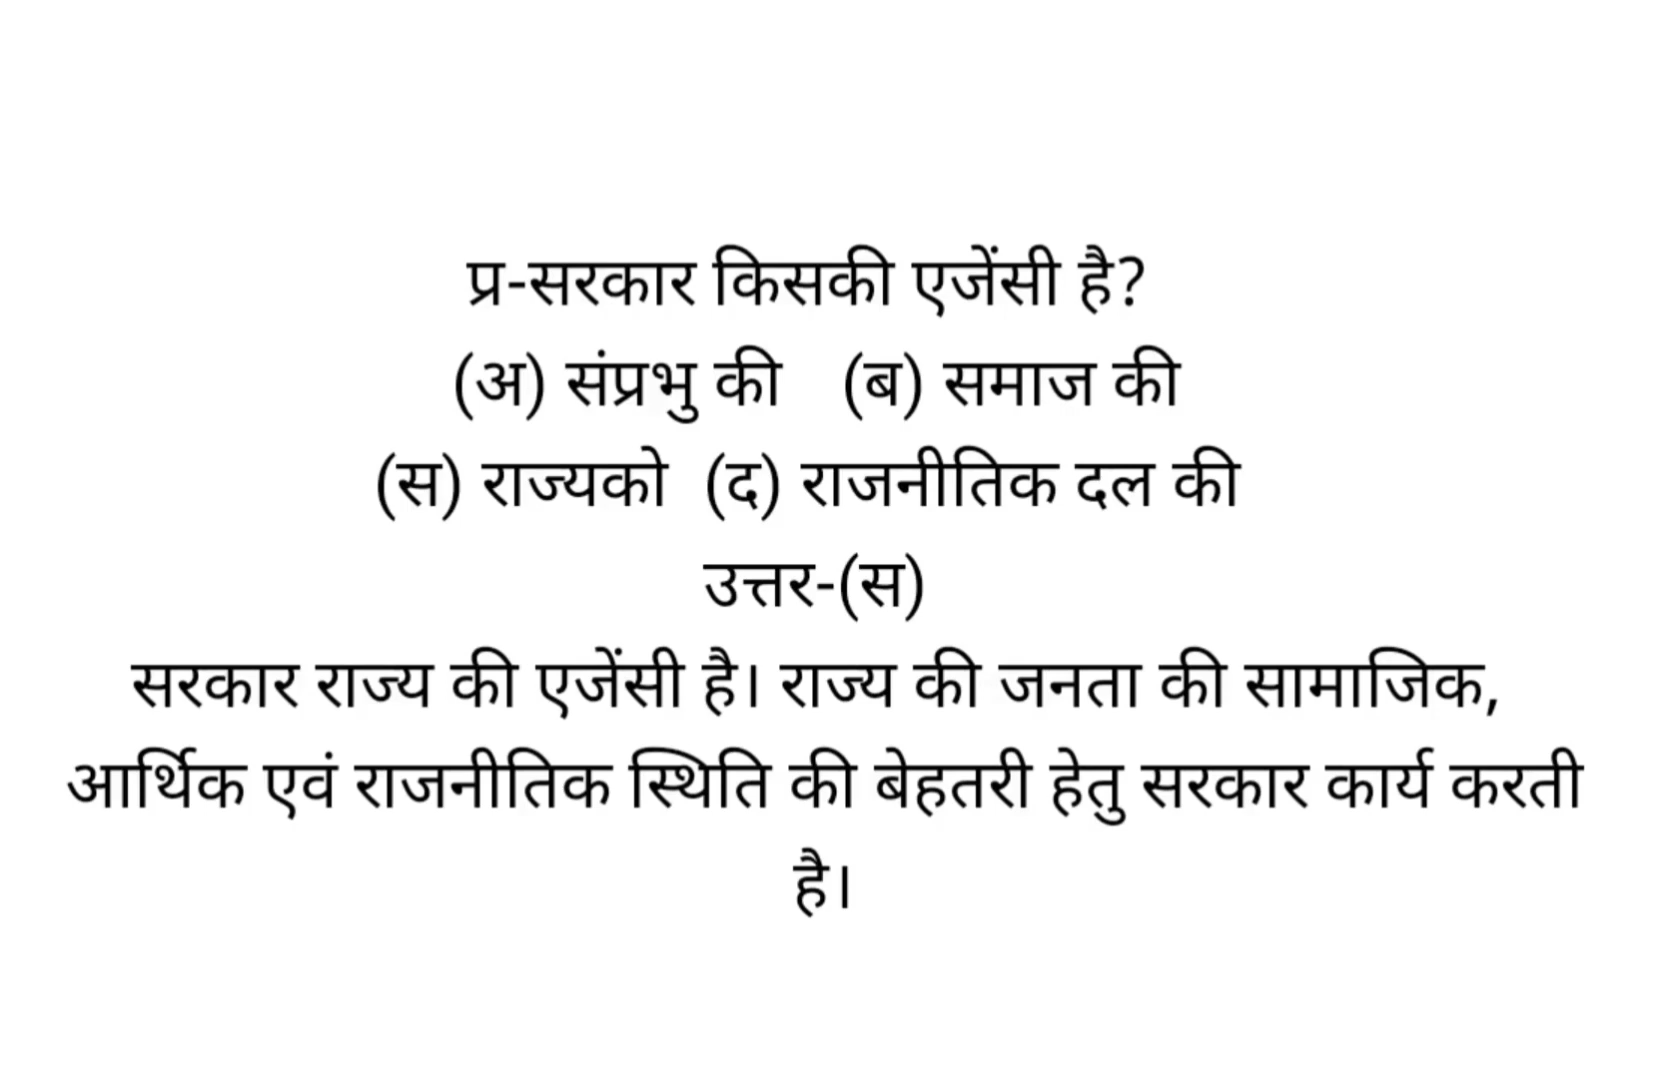 प्र-सरकार किसकी एजेंसी है?
(अ) संप्रभु की (ब) समाज की
(स) राज्यको (द) राजनीतिक दल की
उत्तर-(स)
सरकार राज्य की एजेंसी है। राज्य की जनता की सामाजिक,
आर्थिक एवं राजनीतिक स्थिति की बेहतरी हेतु सरकार कार्य करती
है।